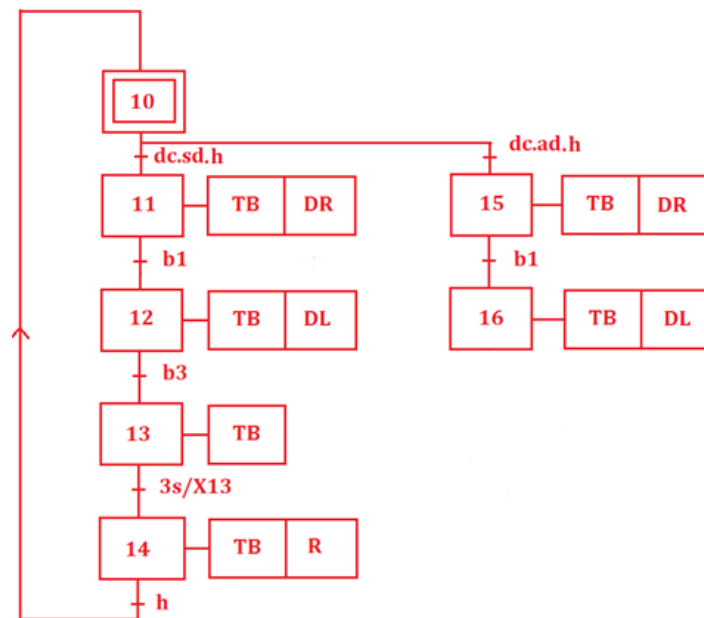 10
dc.sd.h
dc.ad.h
11 TB DR
15 TB DR
b1
b1
12 TB DL
16 TB DL
b3
13 TB
3s/X13
14 TB R
h